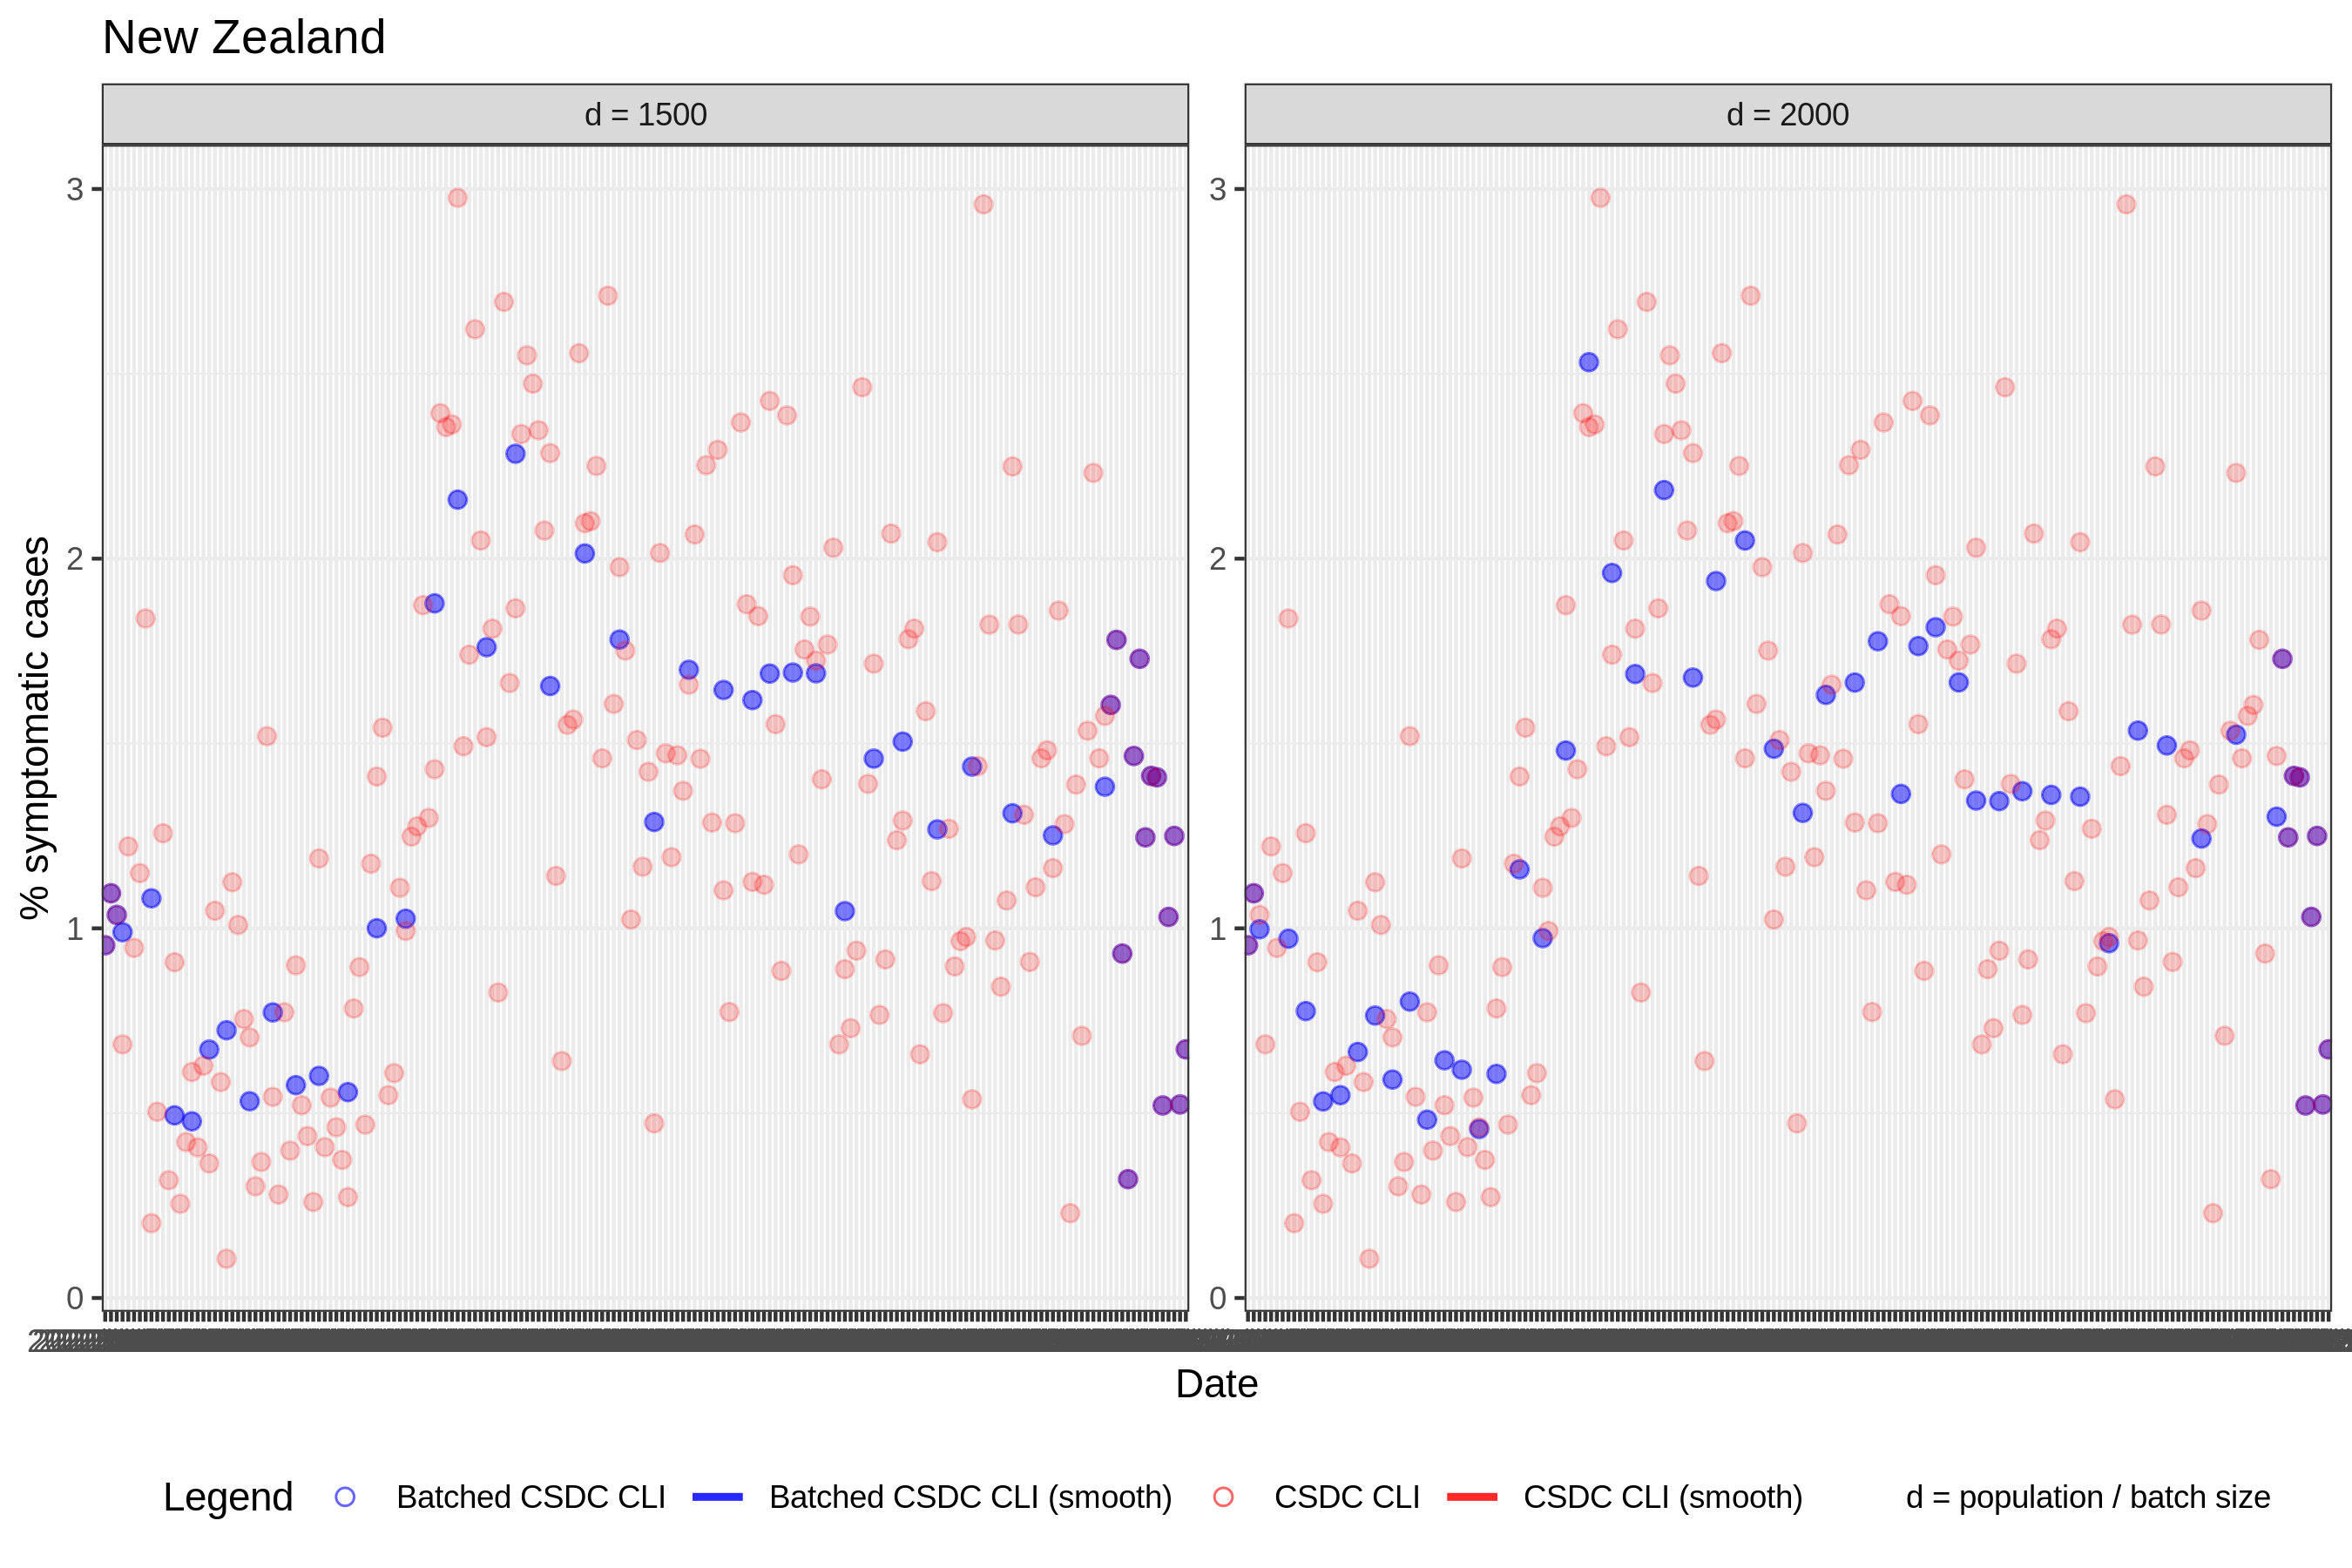 New Zealand
d = 1500
d = 2000
% symptomatic cases
3
2
1
0
3
2
1
0
Date
Legend
Batched CSDC CLI
Batched CSDC CLI (smooth)
CSDC CLI
CSDC CLI (smooth)
d = population / batch size